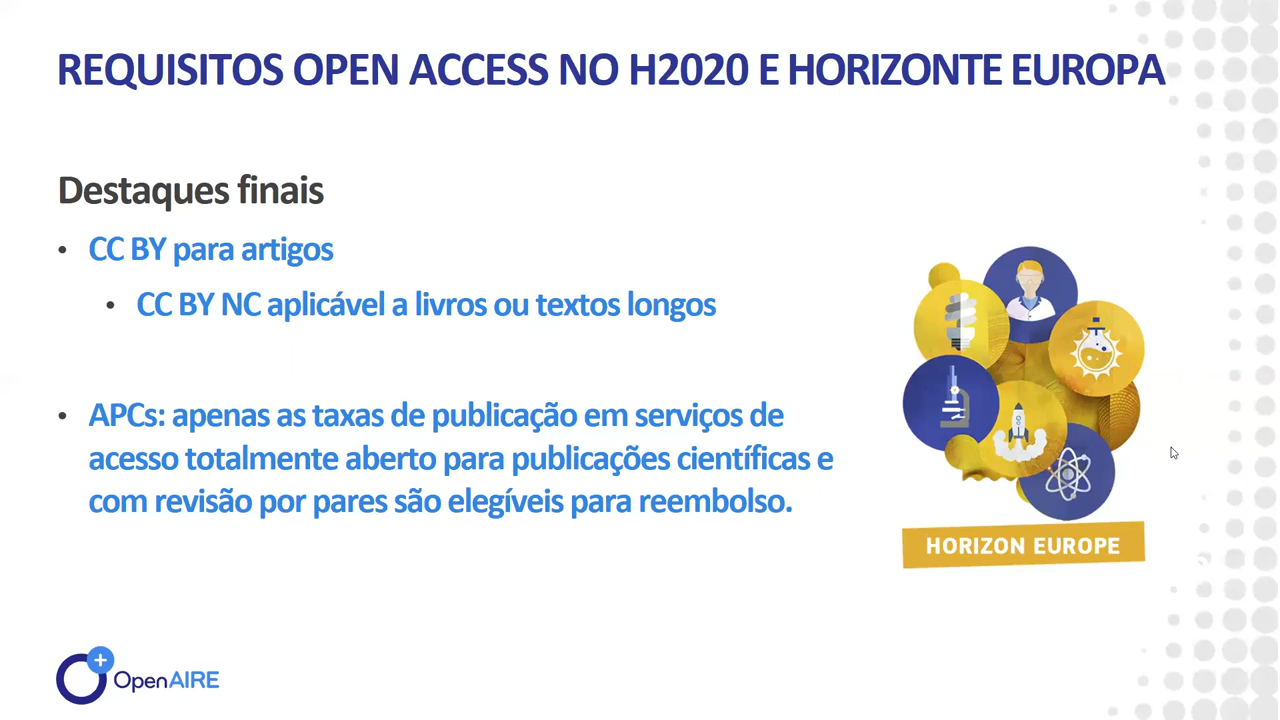 REQUISITOS OPEN ACCESS NO H2020 E HORIZONTE EUROPA
Destaques finais
• CC BY para artigos
• CC BY NC aplicável a livros ou textos longos
• APCs: apenas as taxas de publicação em serviços de
acesso totalmente aberto para publicações científicas e
com revisão por pares são elegíveis para reembolso.
HORIZON EUROPE
OpenAIRE